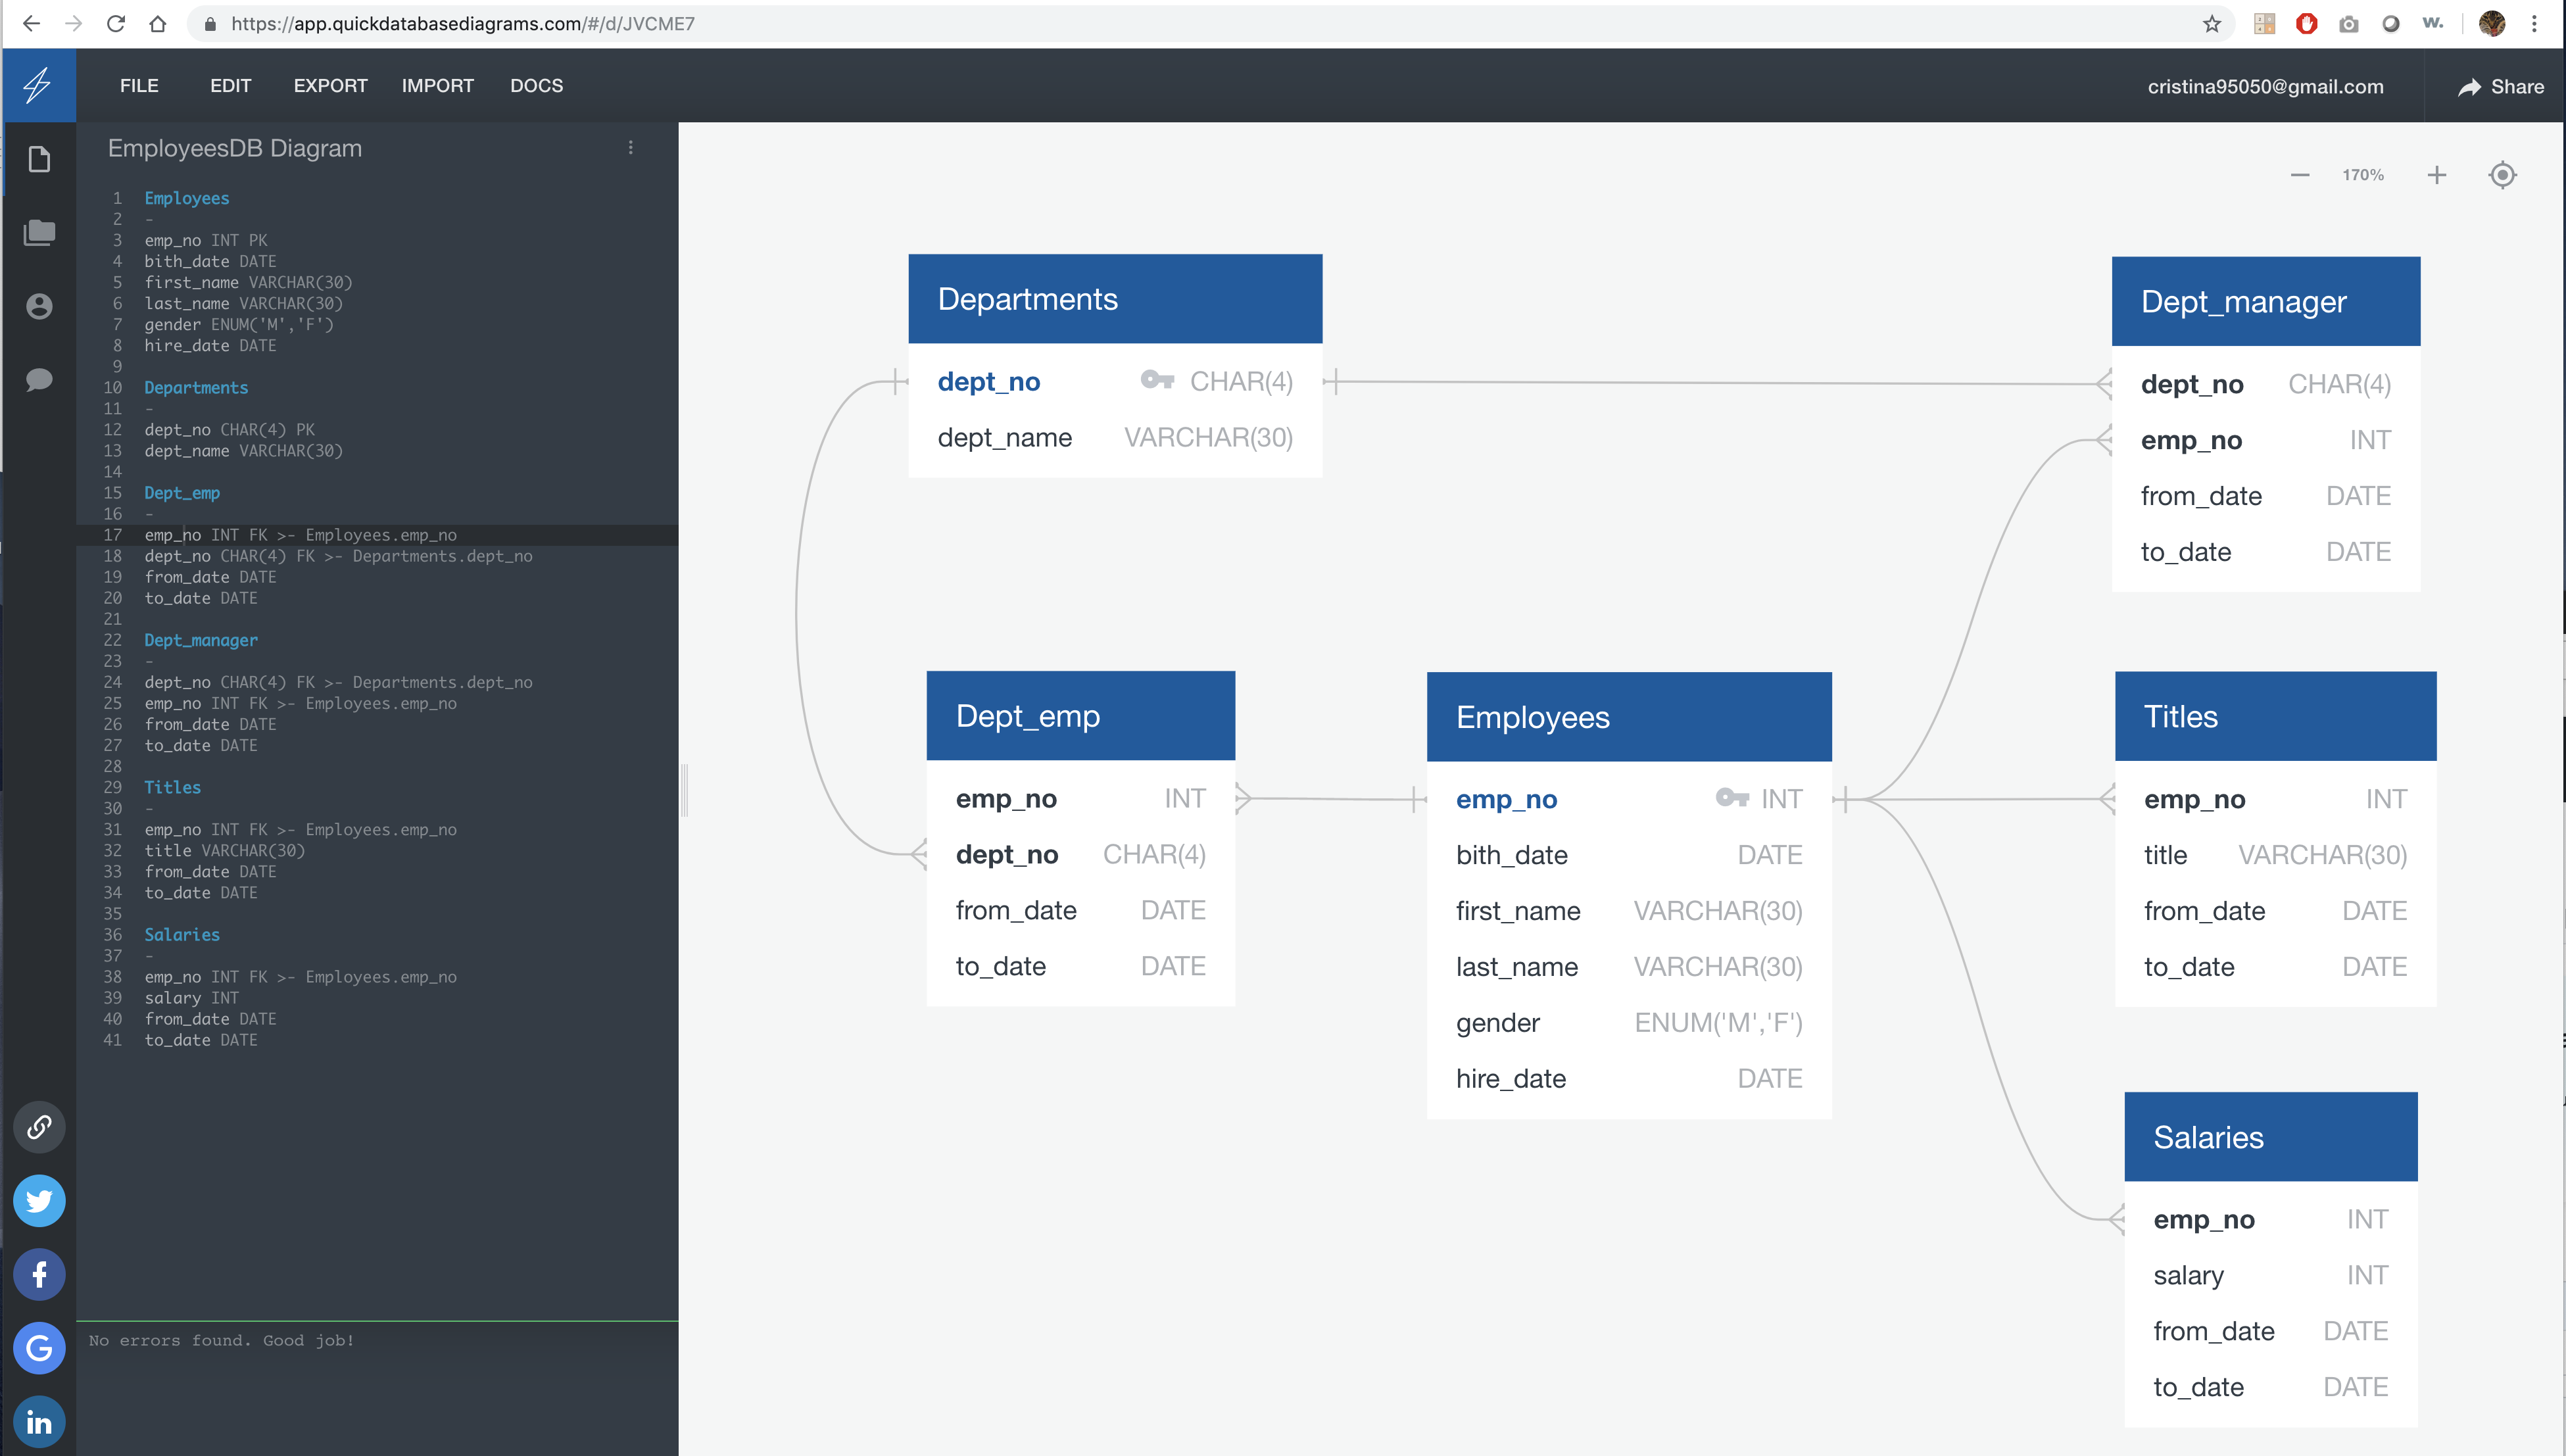 https://app.quickdatabasediagrams.com/#/d/JVCME7
w.
FILE EDIT EXPORT IMPORT DOCS
cristina95050@gmail.com
Share
EmployeesDB Diagram
1 Employees
2 -
3 emp_no INT PK
4 bith_date DATE
5 first_name VARCHAR(30)
6 last_name VARCHAR(30)
7 gender ENUM('M','F')
8 hire_date DATE
9
10 Departments
11 -
12 dept_no CHAR(4) PK
13 dept_name VARCHAR(30)
14
15 Dept_emp
16 -
17 emp_no INT FK >- Employees.emp_no
18 dept_no CHAR(4) FK >- Departments.dept_no
19 from_date DATE
20 to_date DATE
21
22 Dept_manager
23 -
24 dept_no CHAR(4) FK >- Departments.dept_no
25 emp_no INT FK >- Employees.emp_no
26 from_date DATE
27 to_date DATE
28
29 Titles
30 -
31 emp_no INT FK >- Employees.emp_no
32 title VARCHAR(30)
33 from_date DATE
34 to_date DATE
35
36 Salaries
37 -
38 emp_no INT FK >- Employees.emp_no
39 salary INT
40 from_date DATE
41 to_date DATE
No errors found. Good job!
170%
Departments
dept_no CHAR(4)
dept_name VARCHAR(30)
Dept_manager
dept_no CHAR(4)
emp_no INT
from_date DATE
to_date DATE
Dept_emp
emp_no INT
dept_no CHAR(4)
from_date DATE
to_date DATE
Employees
emp_no INT
bith_date DATE
first_name VARCHAR(30)
last_name VARCHAR(30)
gender ENUM('M','F')
hire_date DATE
Titles
emp_no INT
title VARCHAR(30)
from_date DATE
to_date DATE
Salaries
emp_no INT
salary INT
from_date DATE
to_date DATE